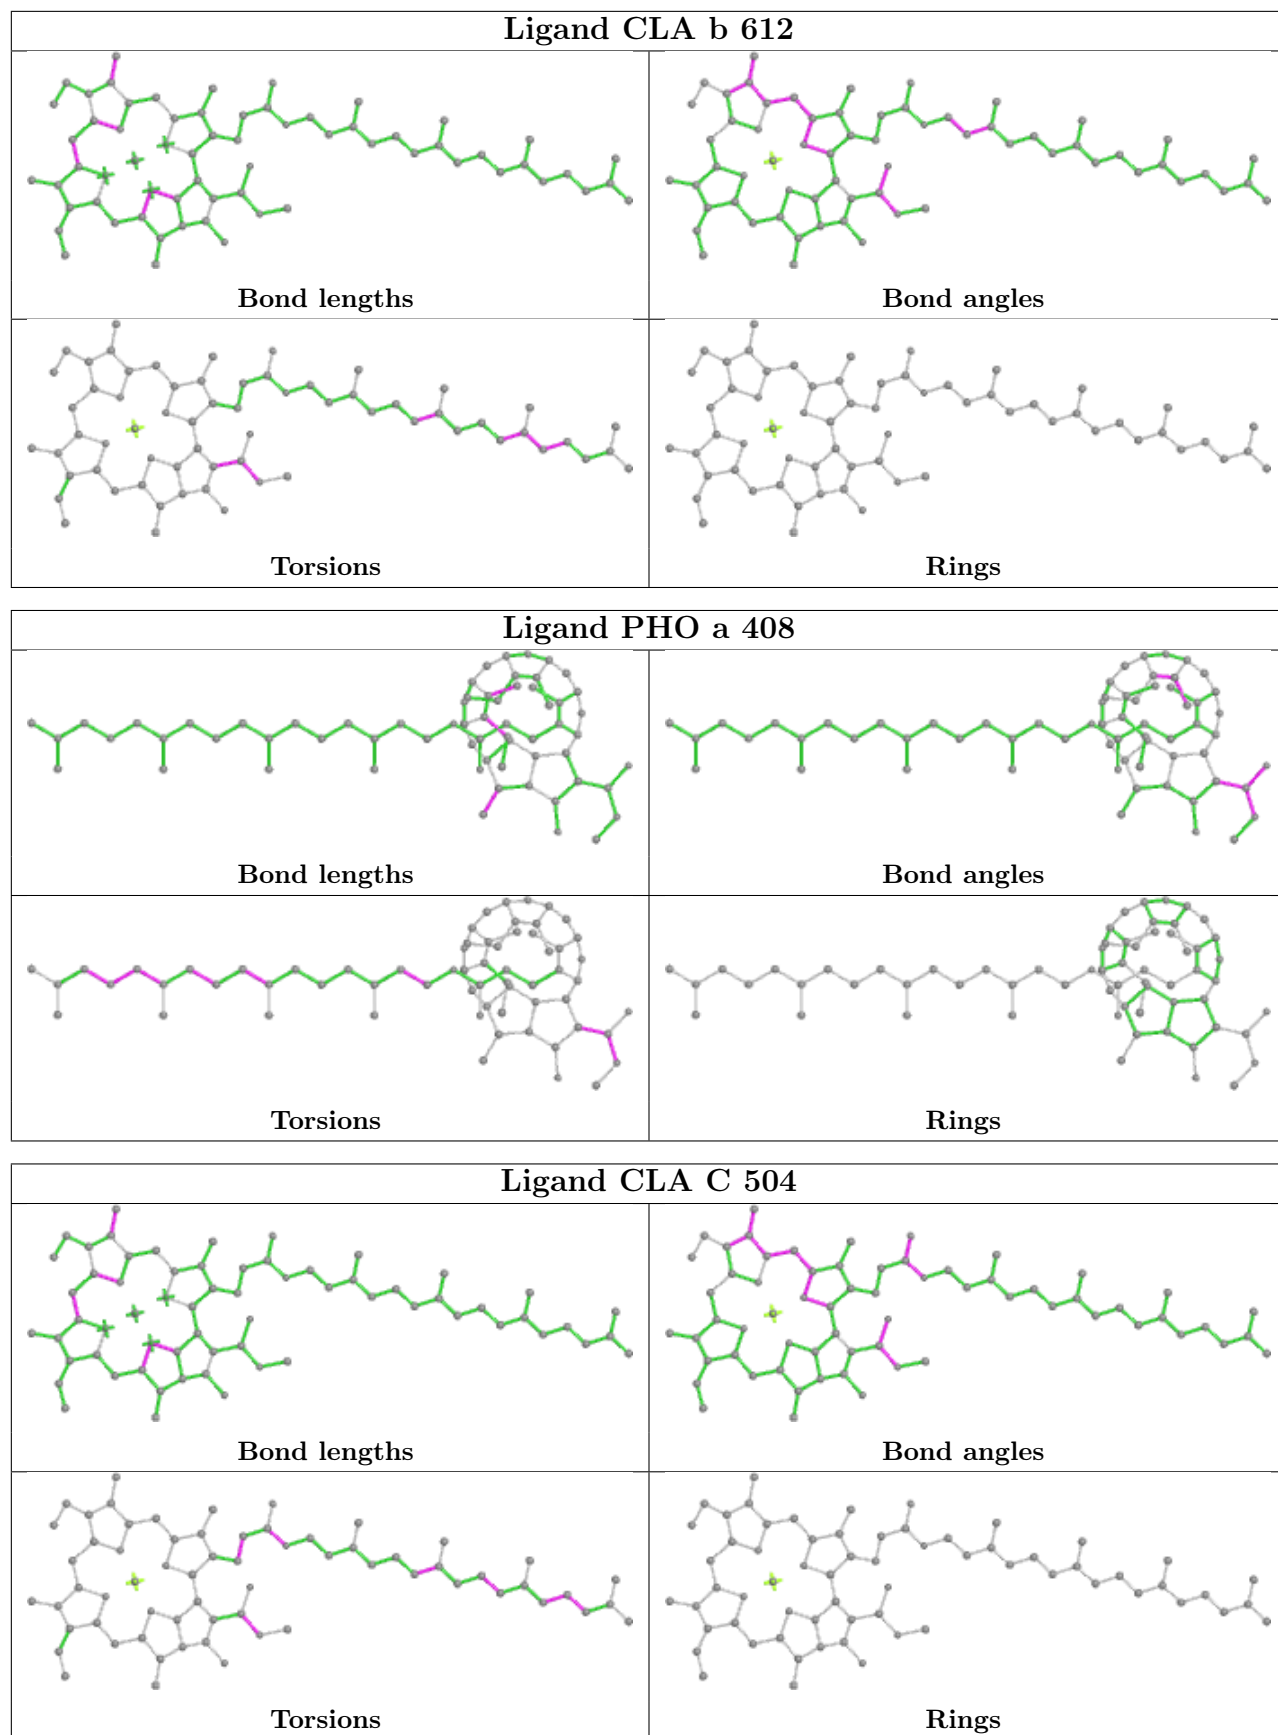 Ligand CLA b 612
Bond lengths
Bond angles
Torsions
Rings
Ligand PHO a 408
Bond lengths
Bond angles
Torsions
Rings
Ligand CLA C 504
Bond lengths
Bond angles
Torsions
Rings